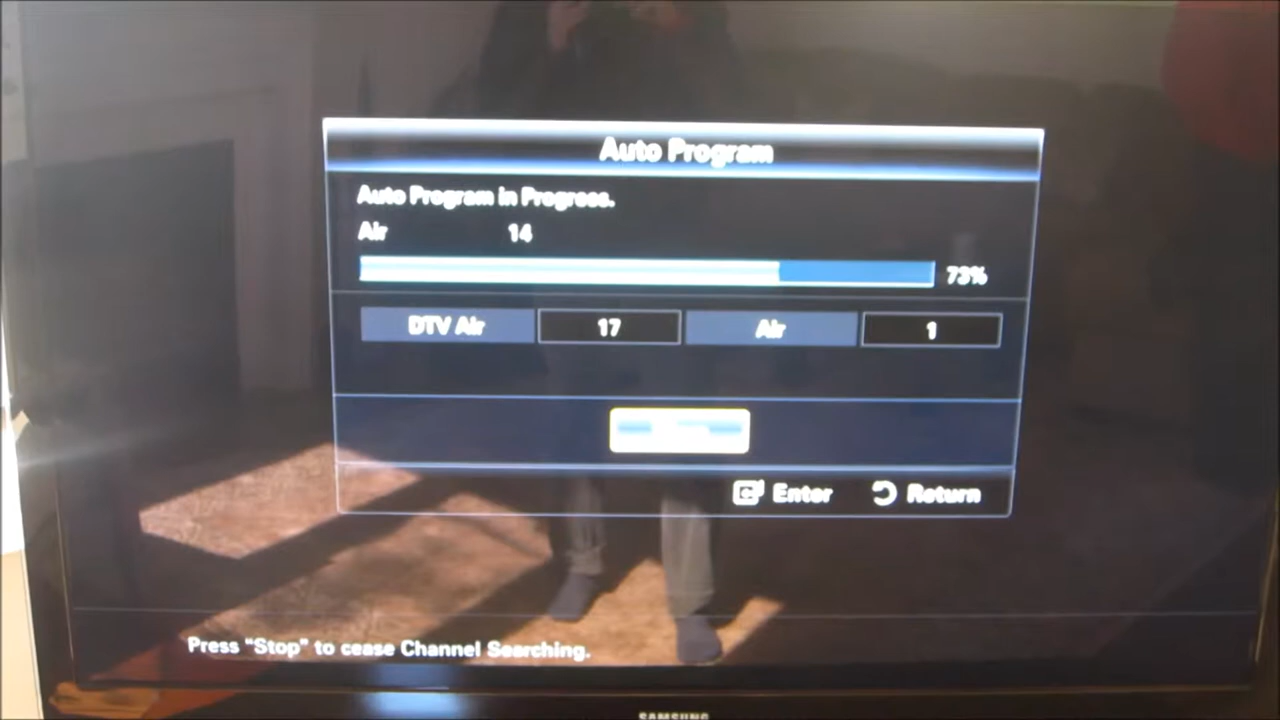 Auto Program
Auto Program in Progress.
Air 14
73%
DTV Air 17 Air 1
Enter Return
Press "Stop" to cease Channel Searching.
SAMSUNG